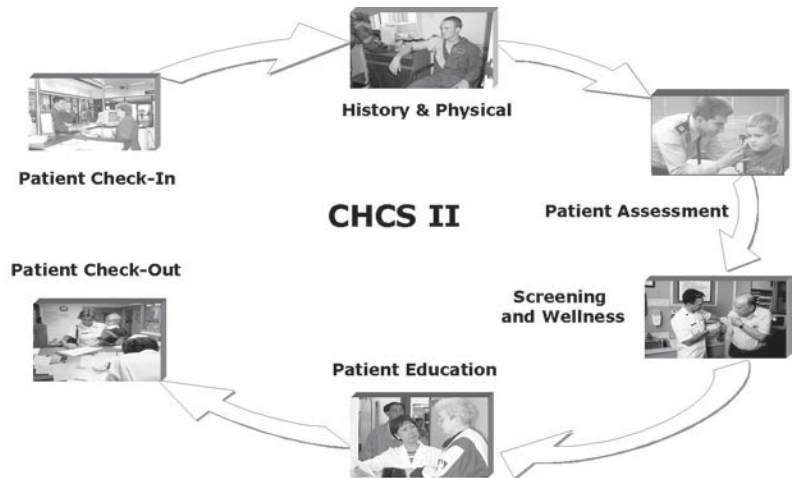 History & Physical
Patient Check-In
CHCS II
Patient Assessment
Patient Check-Out
Screening
and Wellness
Patient Education